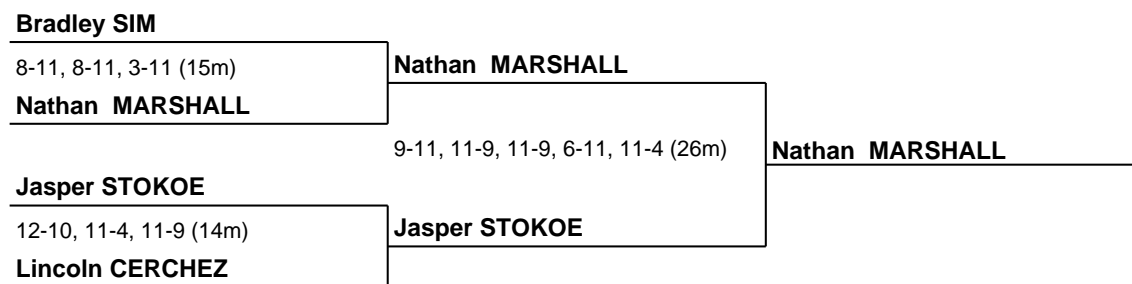 Bradley SIM
8-11, 8-11, 3-11 (15m)
Nathan  MARSHALL
Nathan  MARSHALL
9-11, 11-9, 11-9, 6-11, 11-4 (26m)
Nathan  MARSHALL
Jasper STOKOE
12-10, 11-4, 11-9 (14m)
Jasper STOKOE
Lincoln CERCHEZ